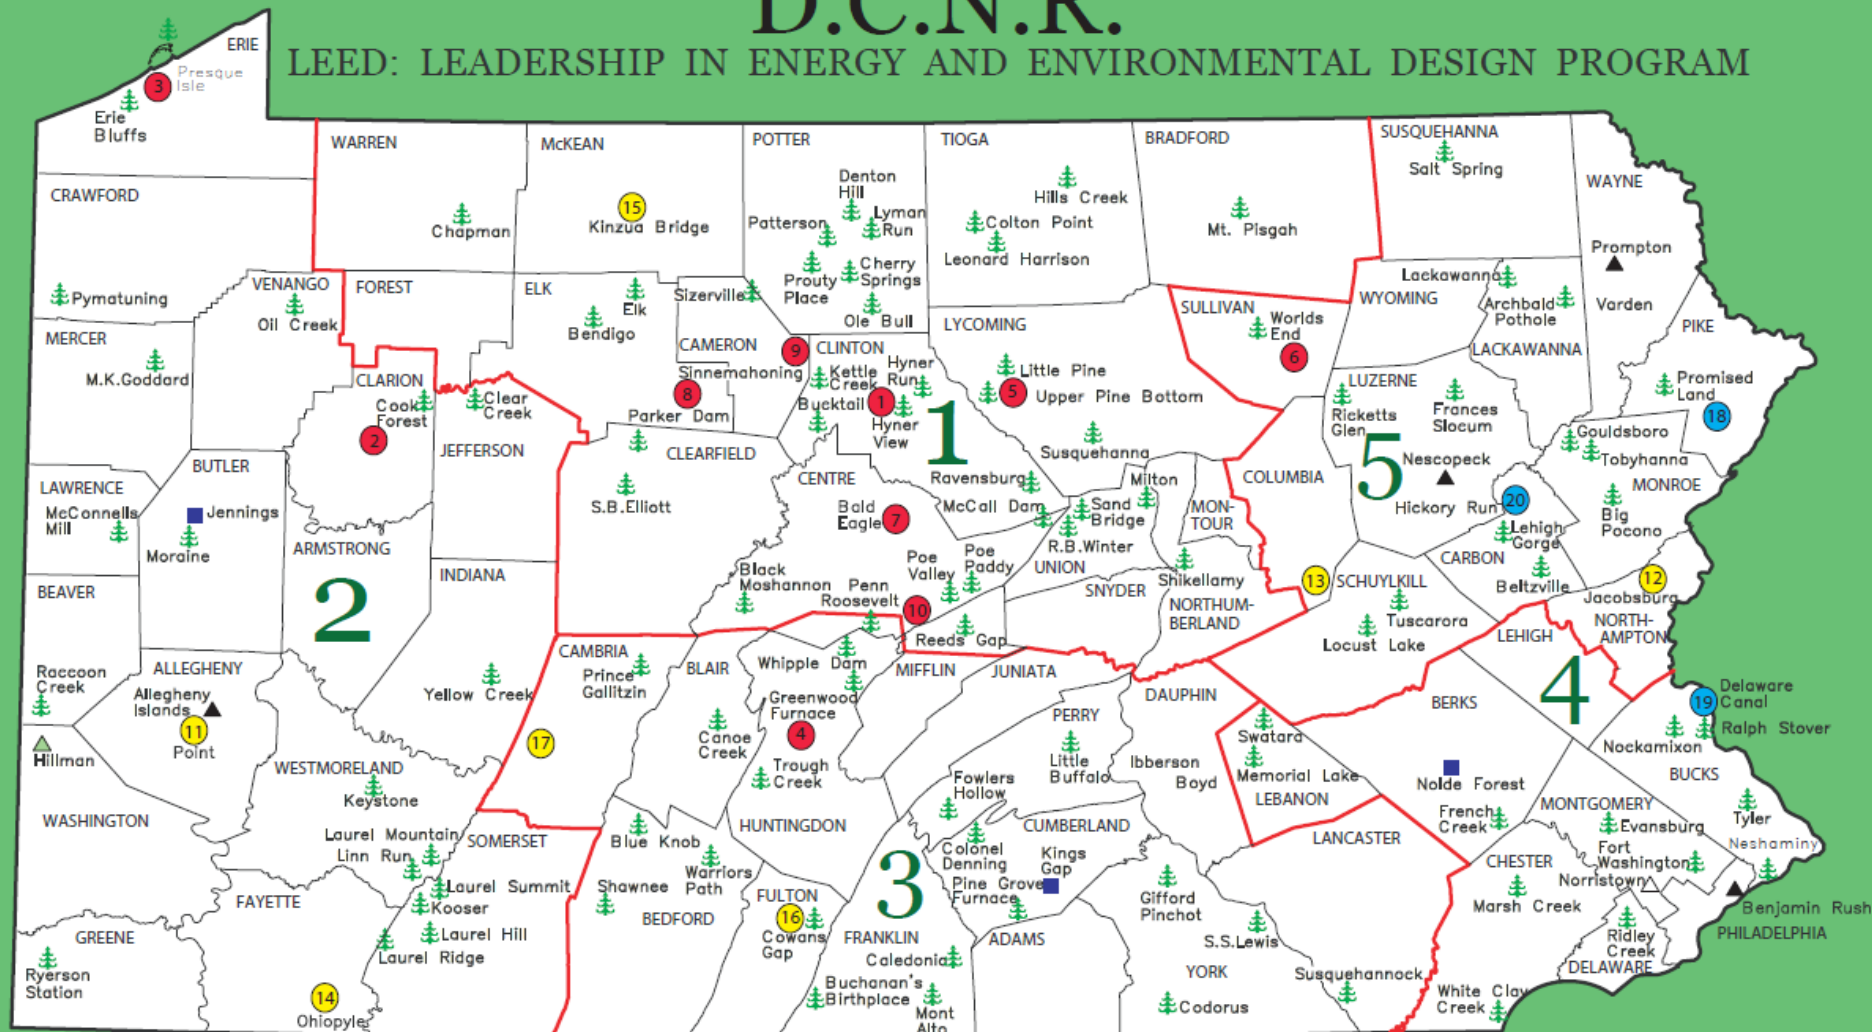 D.C.N.R.
LEED: LEADERSHIP IN ENERGY AND ENVIRONMENTAL DESIGN PROGRAM
ERIE
3
Presque
Isle
Erie
Bluffs
CRAWFORD
Pymatuning
WARREN
Chapman
McKEAN
15
Kinzua Bridge
POTTER
Denton
Hill
Patterson
Lyman
Run
Prouty
Place
Cherry
Springs
Ole Bull
TIOGA
Hills Creek
Colton Point
Leonard Harrison
BRADFORD
Mt. Pisgah
SUSQUEHANNA
Salt Spring
WAYNE
Prompton
Varden
MERCER
M.K.Goddard
VENANGO
Oil Creek
FOREST
ELK
Elk
Bendigo
Sizerville
CAMERON
9
Sinnemahoning
8
Parker Dam
CLINTON
Hyner
Run
Kettle
Creek
Bucktail
1
Hyner
View
1
LYCOMING
Little Pine
5
Upper Pine Bottom
Susquehanna
SULLIVAN
Worlds
End
6
WYOMING
Lackawanna
Archbald
Pothole
LACKAWANNA
PIKE
Promised
Land
18
CLARION
Cook
Forest
2
Clear
Creek
JEFFERSON
CLEARFIELD
S.B.Elliott
CENTRE
Bald
Eagle
7
Ravensburg
McCall Dam
Milton
Sand
Bridge
R.B.Winter
UNION
MON-
TOUR
COLUMBIA
LUZERNE
Ricketts
Glen
Frances
Slocum
5
Nescopeck
Hickory Run
20
Gouldsboro
Tobyhanna
MONROE
Big
Pocono
LAWRENCE
McConnells
Mill
BUTLER
Jennings
Moraine
ARMSTRONG
2
INDIANA
Black
Moshannon
Penn
Roosevelt
Poe
Valley
Poe
Paddy
10
Reeds Gap
SNYDER
Shikellamy
NORTHUM-
BERLAND
13
SCHUYLKILL
Tuscarora
Locust Lake
CARBON
Lehigh
Gorge
Beltzville
12
Jacobsburg
NORTH-
AMPTON
LEHIGH
BEAVER
Raccoon
Creek
ALLEGHENY
Allegheny
Islands
11
Point
Hillman
Yellow Creek
CAMBRIA
Prince
Gallitzin
17
BLAIR
Canoe
Creek
Whipple Dam
Greenwood
Furnace
4
Trough
Creek
MIFFLIN
JUNIATA
PERRY
Little
Buffalo
DAUPHIN
Ibberson
Boyd
Swatara
Memorial Lake
LEBANON
BERKS
4
Nolde Forest
French
Creek
19
Delaware
Canal
Ralph Stover
Nockamixon
BUCKS
Tyler
Neshaminy
WASHINGTON
WESTMORELAND
Keystone
Laurel Mountain
Linn Run
SOMERSET
Laurel Summit
Kooser
Laurel Hill
Laurel Ridge
FAYETTE
14
Ohiopyle
GREENE
Ryerson
Station
Blue Knob
Shawnee
Warriors
Path
BEDFORD
HUNTINGDON
FULTON
16
Cowans
Gap
3
Fowlers
Hollow
CUMBERLAND
Colonel
Denning
Kings
Gap
Pine Grove
Furnace
FRANKLIN
Caledonia
Buchanan's
Birthplace
Mont
Alto
ADAMS
Gifford
Pinchot
S.S.Lewis
YORK
Codorus
Susquehannock
LANCASTER
CHESTER
Marsh Creek
White Clay
Creek
MONTGOMERY
Evansburg
Fort
Washington
Norristown
Ridley
Creek
DELAWARE
Benjamin Rush
PHILADELPHIA